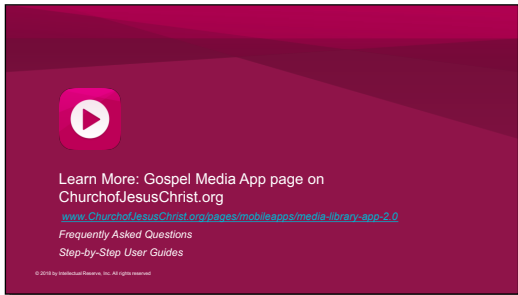 Learn More: Gospel Media App page on
ChurchofJesusChrist.org
www.ChurchofJesusChrist.org/pages/mobileapps/media-library-app-2.0
Frequently Asked Questions
Step-by-Step User Guides
© 2019 by Intellectual Reserve, Inc. All rights reserved